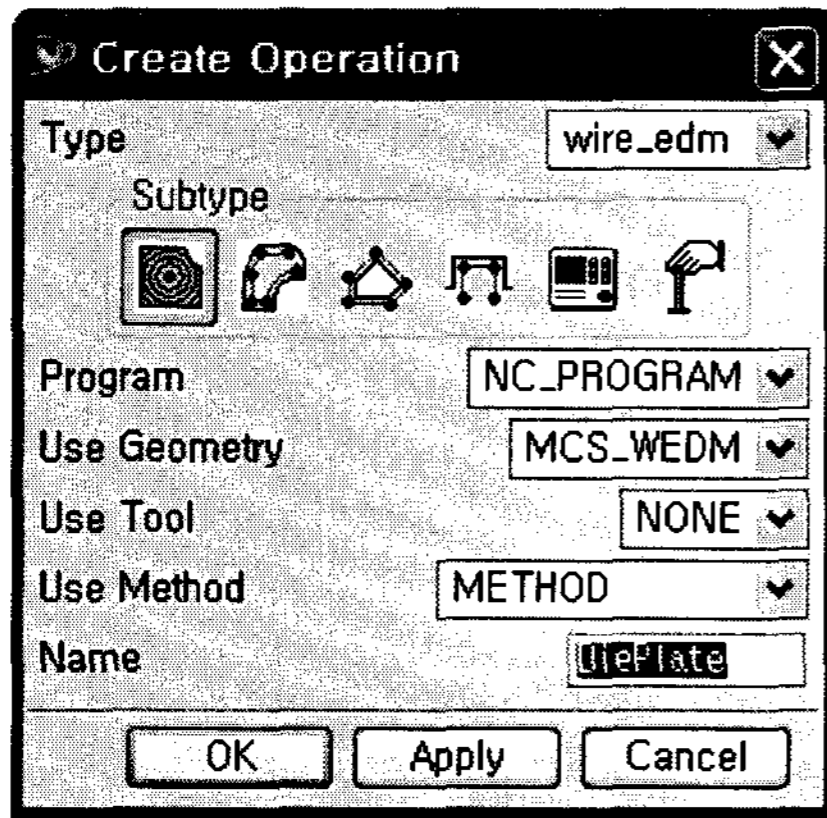 Create Operation
Type wire_edm
Subtype
Program NC_PROGRAM
Use Geometry MCS_WEDM
Use Tool NONE
Use Method METHOD
Name
OK Apply Cancel